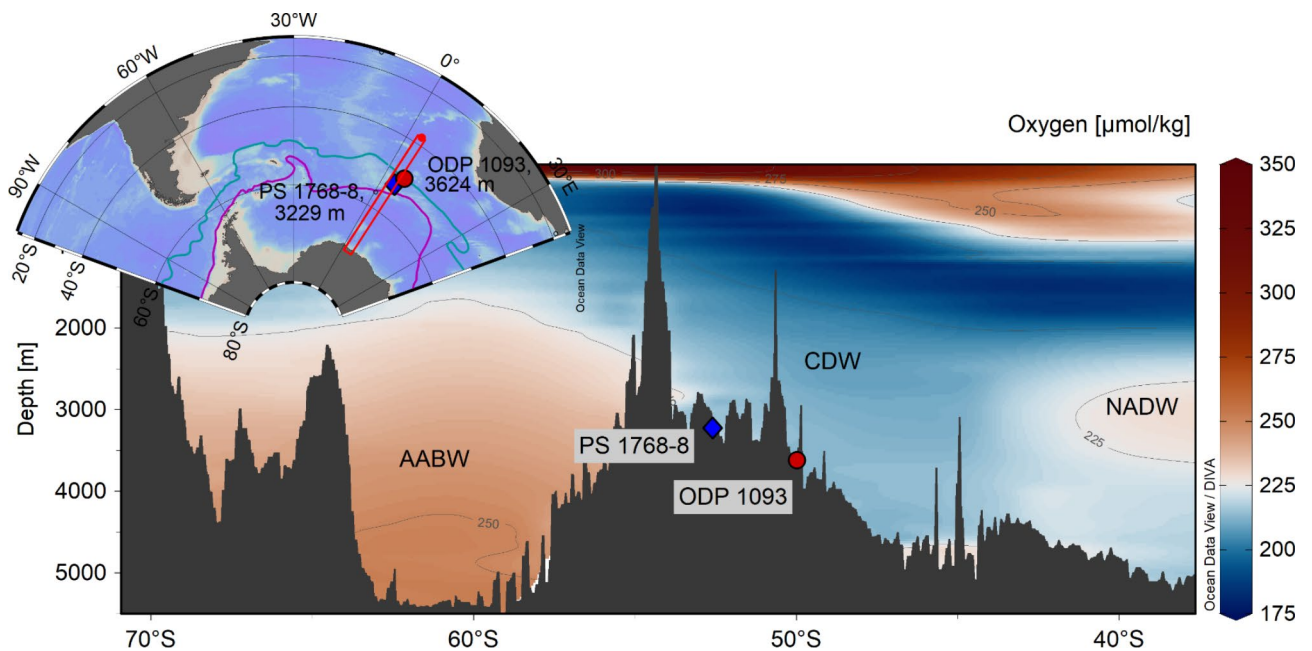 30°W
60°W
0°
90°W
30°E
20°S
40°S
60°S
80°S
ODP 1093,
3624 m
PS 1768-8,
3229 m
Ocean Data View
Oxygen [µmol/kg]
300
275
250
350
325
300
275
250
225
200
175
Depth [m]
2000
3000
4000
5000
CDW
NADW
225
AABW
250
PS 1768-8
ODP 1093
Ocean Data View / DIVA
70°S
60°S
50°S
40°S